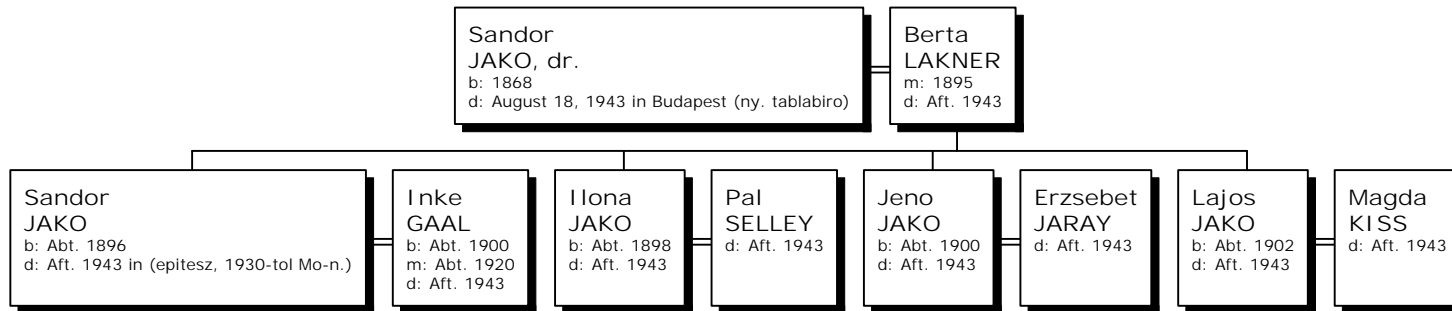 Sandor
JAKO, dr.
b: 1868
d: August 18, 1943 in Budapest (ny. tablabiro)
Berta
LAKNER
m: 1895
d: Aft. 1943
Sandor
JAKO
b: Abt. 1896
d: Aft. 1943 in (epitesz, 1930-tol Mo-n.)
Inke
GAAL
b: Abt. 1900
m: Abt. 1920
d: Aft. 1943
Ilona
JAKO
b: Abt. 1898
d: Aft. 1943
Pal
SELLEY
d: Aft. 1943
Jeno
JAKO
b: Abt. 1900
d: Aft. 1943
Erzsebet
JARAY
d: Aft. 1943
Lajos
JAKO
b: Abt. 1902
d: Aft. 1943
Magda
KISS
d: Aft. 1943